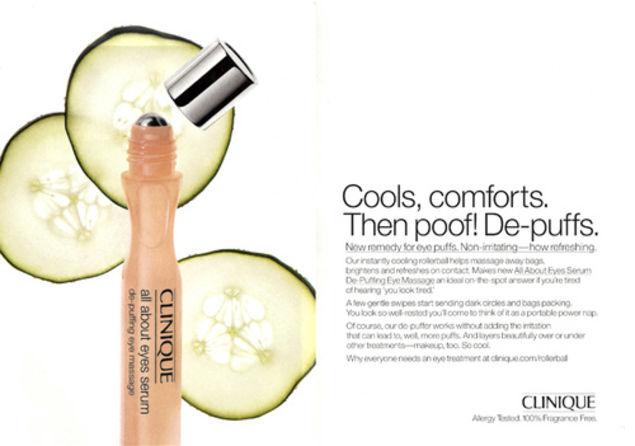 CLINIQUE
all about eyes serum
de-puffing eye massage
Cools, comforts.
Then poof! De-puffs.
New remedy for eye puffs. Non-irritating—how refreshing.
Our instantly cooling rollerball helps massage away bags,
brightens and refreshes on contact. Makes new All About Eyes Serum
De-Puffing Eye Massage an ideal on-the-spot answer if you're tired
of hearing 'you look tired.'
A few gentle swipes start sending dark circles and bags packing.
You look so well-rested you'll come to think of it as a portable power nap.
Of course, our de-puffer works without adding the irritation
that can lead to, well, more puffs. And layers beautifully over or under
other treatments—makeup, too. So cool.
Why everyone needs an eye treatment at clinique.com/rollerball
CLINIQUE
Allergy Tested. 100% Fragrance Free.